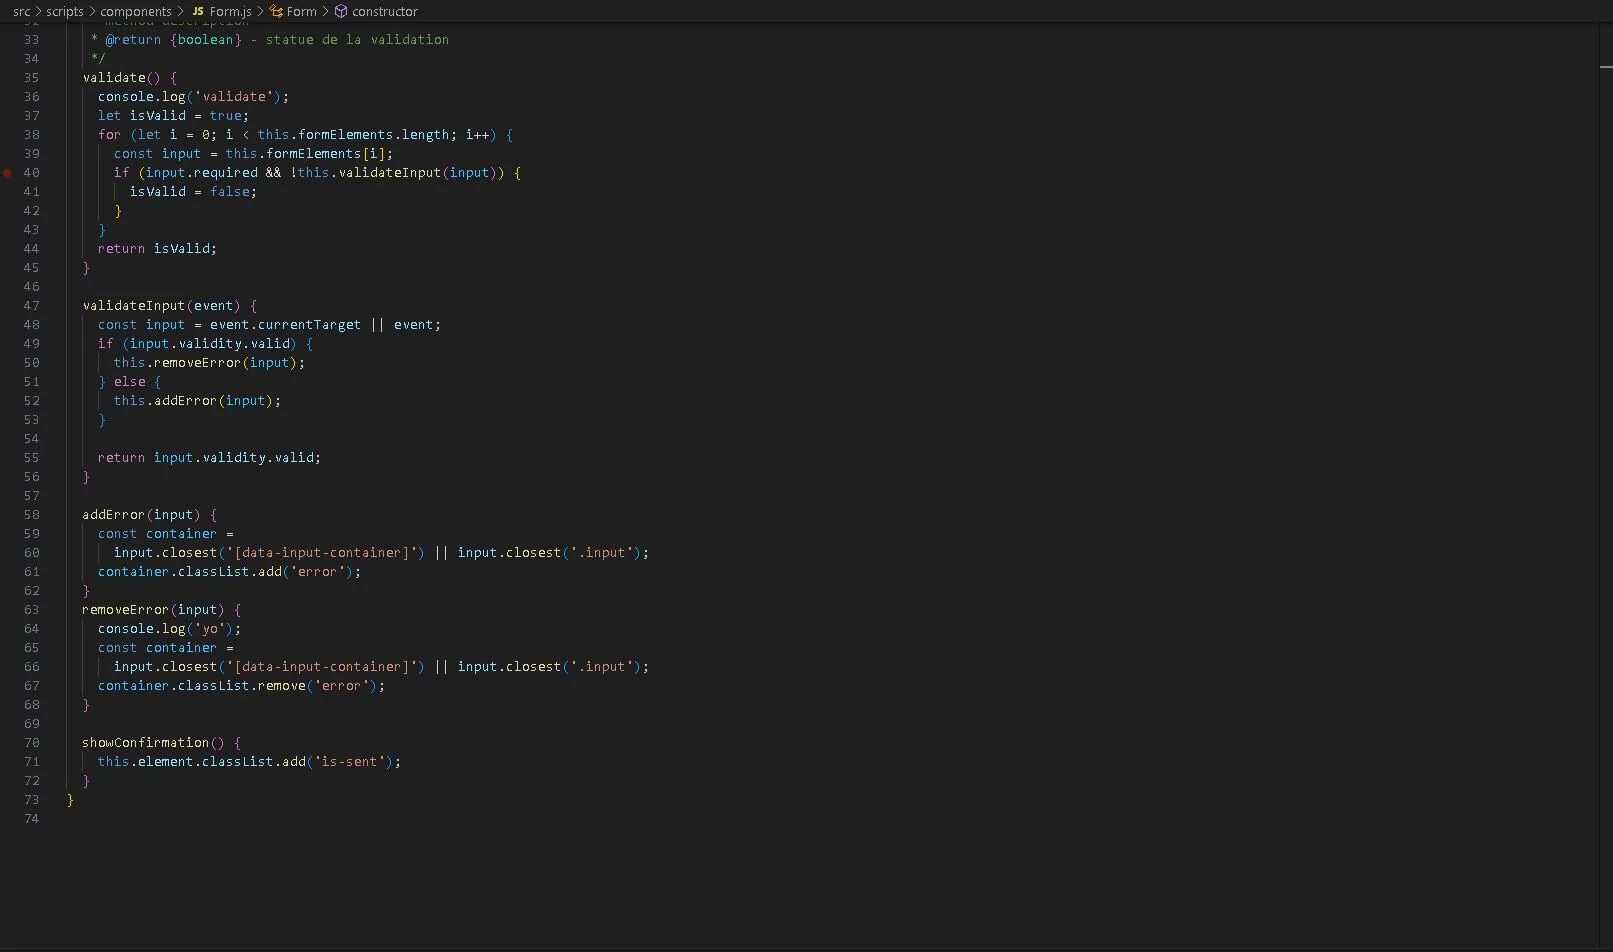 src > scripts > components > JS Form.js > Form > constructor
32 * method description
33 * @return {boolean} - statue de la validation
34 */
35 validate() {
36 console.log('validate');
37 let isValid = true;
38 for (let i = 0; i < this.formElements.length; i++) {
39 const input = this.formElements[i];
40 if (input.required && !this.validateInput(input)) {
41 isValid = false;
42 }
43 }
44 return isValid;
45 }
46
47 validateInput(event) {
48 const input = event.currentTarget || event;
49 if (input.validity.valid) {
50 this.removeError(input);
51 } else {
52 this.addError(input);
53 }
54
55 return input.validity.valid;
56 }
57
58 addError(input) {
59 const container =
60 input.closest('[data-input-container]') || input.closest('.input');
61 container.classList.add('error');
62 }
63 removeError(input) {
64 console.log('yo');
65 const container =
66 input.closest('[data-input-container]') || input.closest('.input');
67 container.classList.remove('error');
68 }
69
70 showConfirmation() {
71 this.element.classList.add('is-sent');
72 }
73 }
74